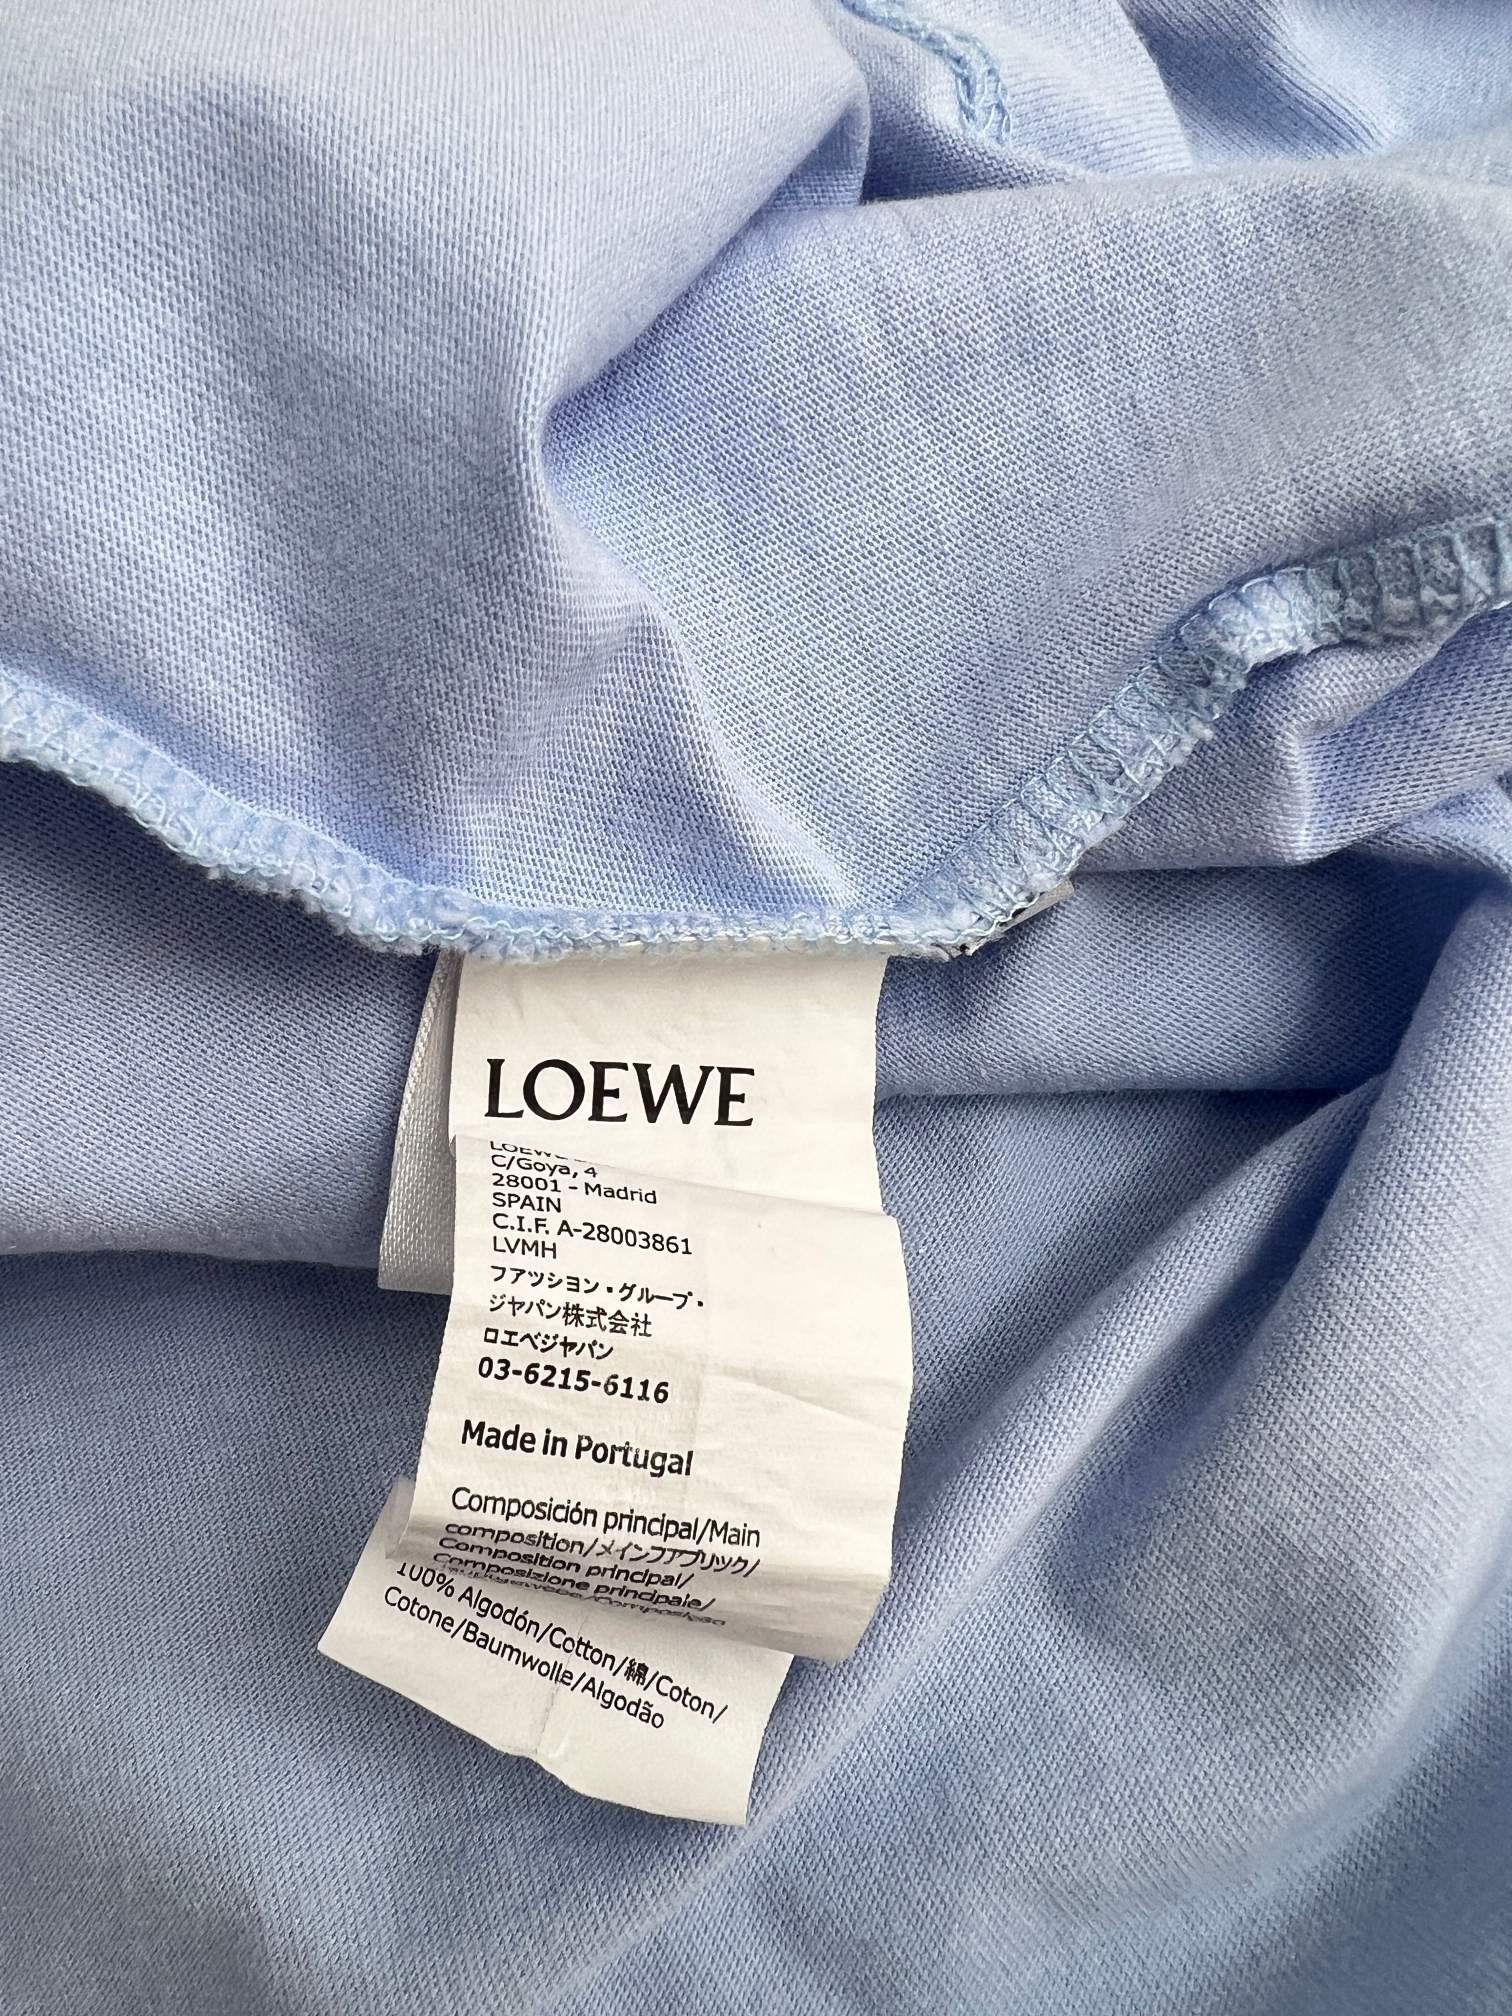 LOEWE
LOEWE
C/Goya, 4
28001 - Madrid
SPAIN
C.I.F. A-28003861
LVMH
ファツション・グループ・
ジャパン株式会社
ロエベジャパン
03-6215-6116
Made in Portugal
Composición principal/Main
composition/メインファブリック/
Composition principal/
Composizione principale/
100% Algodón/Cotton/綿/Coton/
Cotone/Baumwolle/Algodão